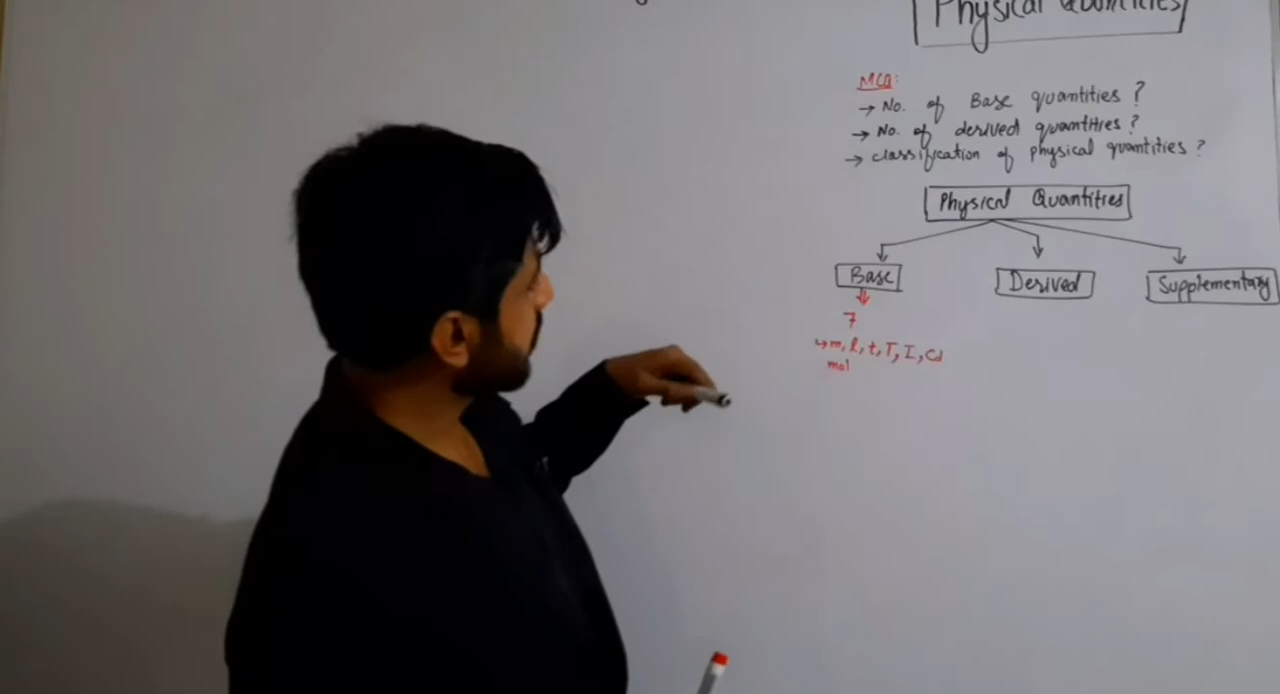 Physical Quantities
MCQ:
→ No. of Base quantities ?
→ No. of derived quantities ?
→ classification of physical quantities ?
Physical Quantities
Base Derived Supplementary
7
↪ m, l, t, T, I, Cd
mol